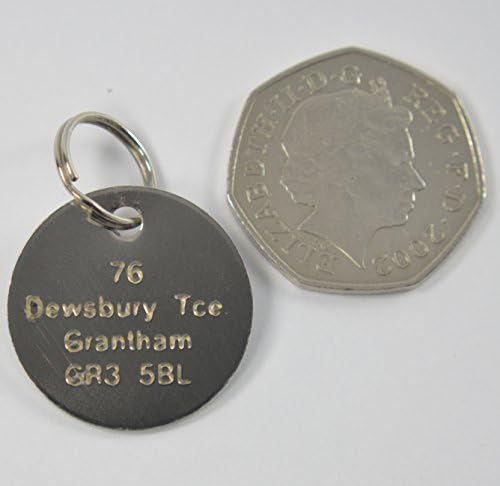 76
Dewsbury Tce.
Grantham
GR3 5BL
ELIZABETH·II·D·G REG·F·D·2002